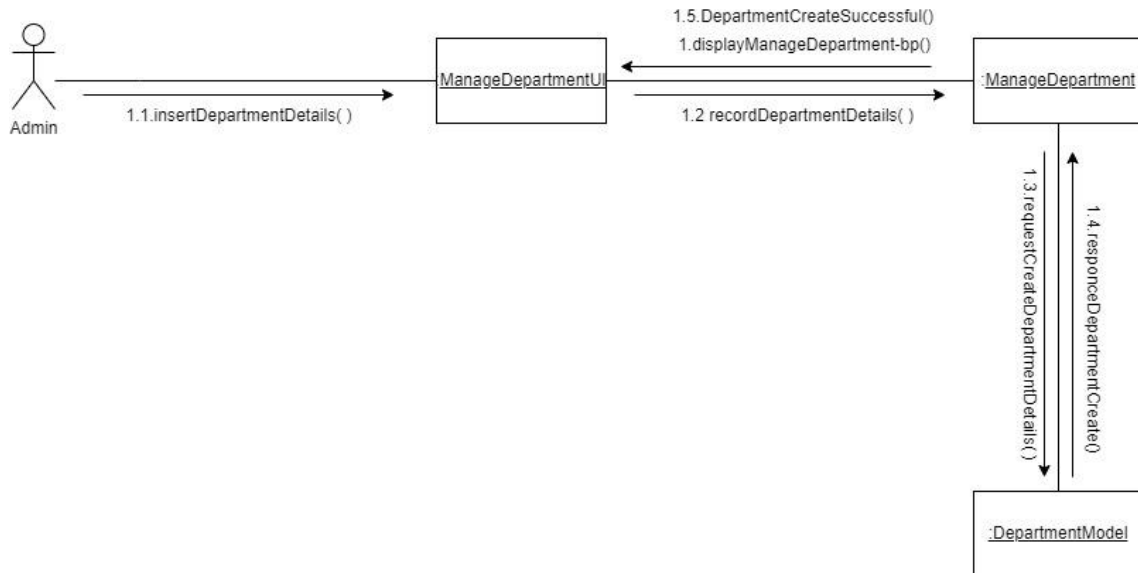 1.5.DepartmentCreateSuccessful()
1.displayManageDepartment-bp()
ManageDepartmentUI
:ManageDepartment
Admin
1.1.insertDepartmentDetails( )
1.2 recordDepartmentDetails( )
1.3.requestCreateDepartmentDetails( )
1.4.responceDepartmentCreate()
:DepartmentModel